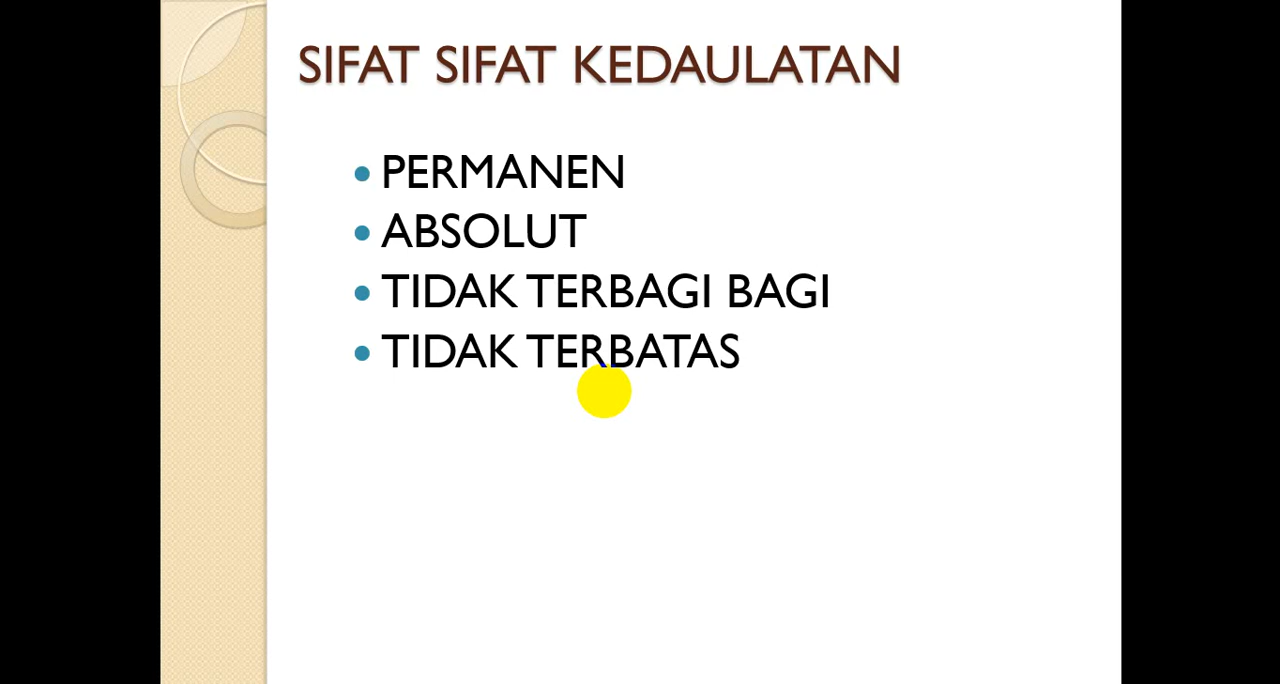 SIFAT SIFAT KEDAULATAN
• PERMANEN
• ABSOLUT
• TIDAK TERBAGI BAGI
• TIDAK TERBATAS